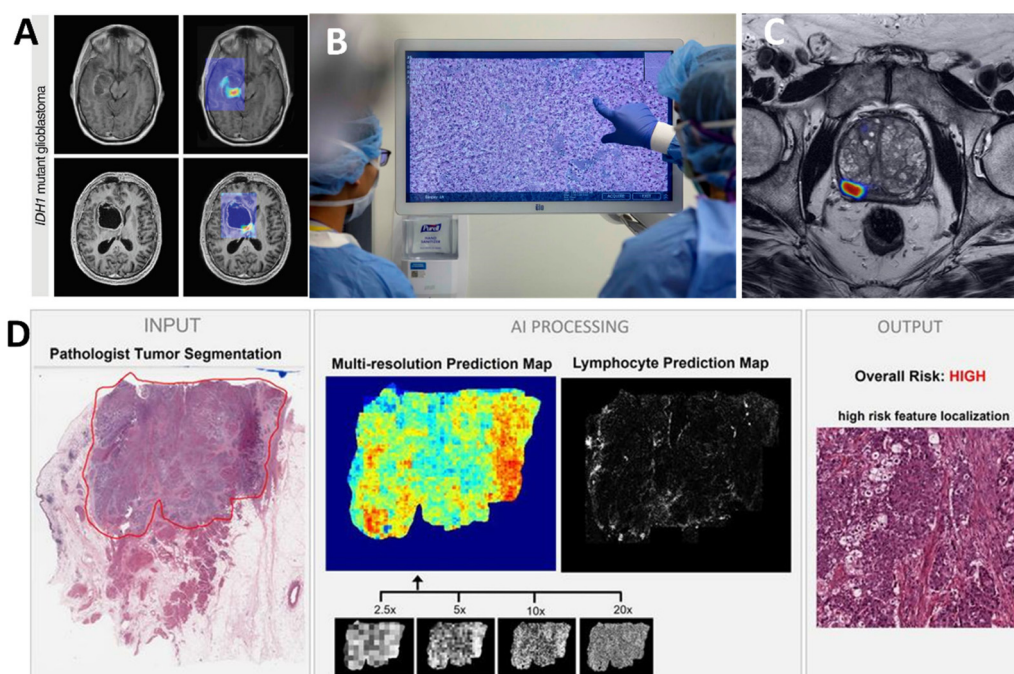 A
B
C
IDH1 mutant glioblastoma
Purell
D
INPUT
AI PROCESSING
OUTPUT
Pathologist Tumor Segmentation
Multi-resolution Prediction Map
Lymphocyte Prediction Map
Overall Risk: HIGH
high risk feature localization
2.5x
5x
10x
20x